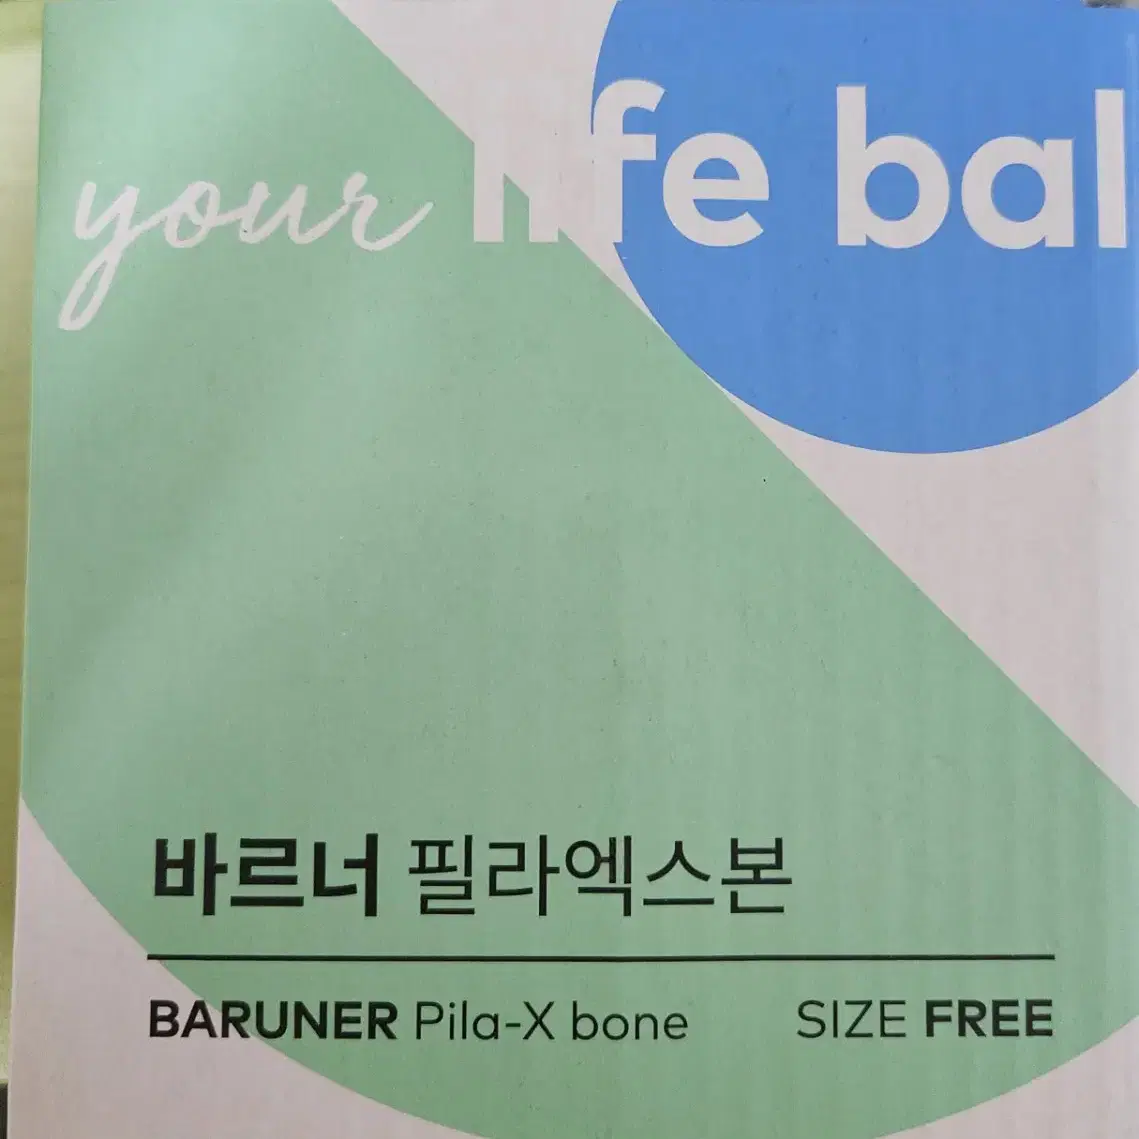 your life bal
바르너 필라엑스본
BARUNER Pila-X bone SIZE FREE